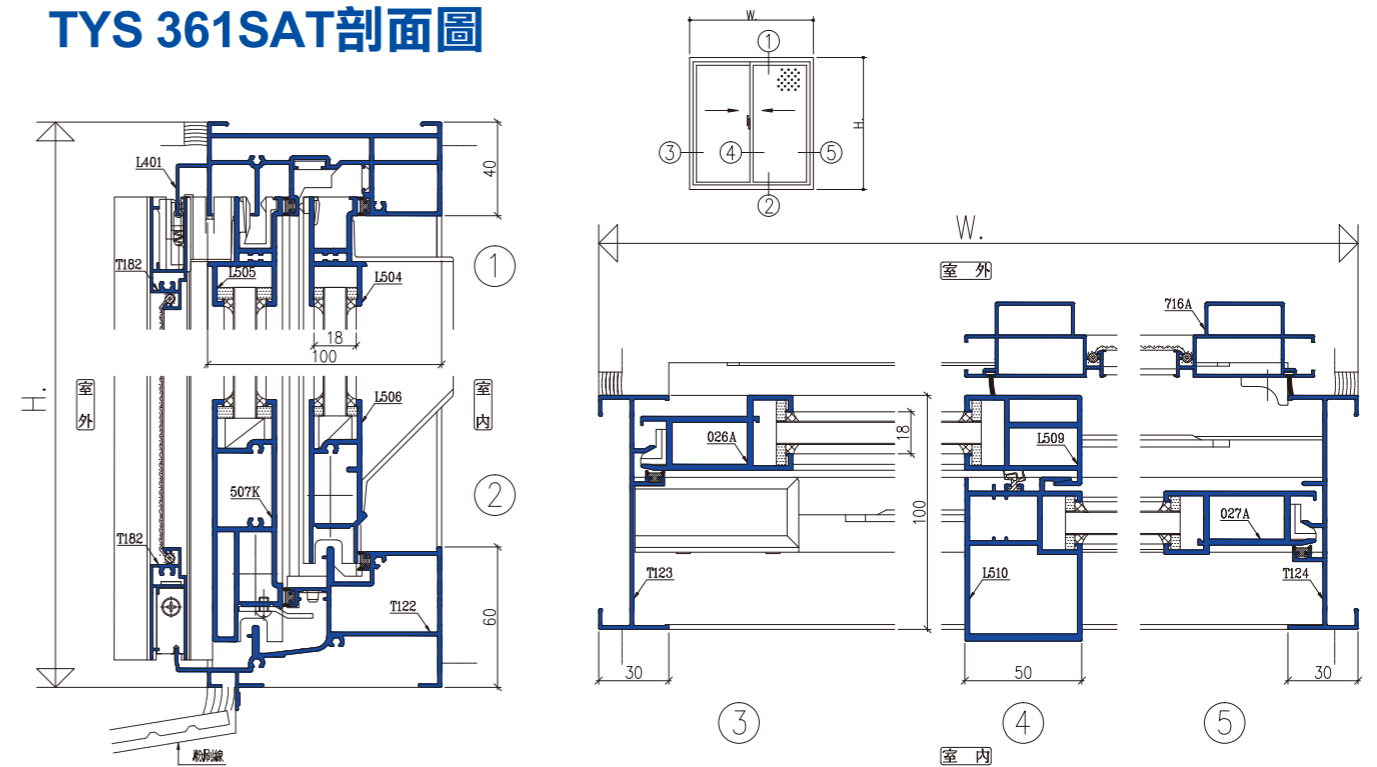 TYS 361SAT剖面圖
W.
H.
①
②
③
④
⑤
H.
L401
40
T182
L505
L504
①
18
100
室外
室內
L506
507K
②
T182
T122
60
粉刷線
W.
室外
716A
026A
18
L509
100
027A
T123
L510
T124
30
50
30
③
④
⑤
室內